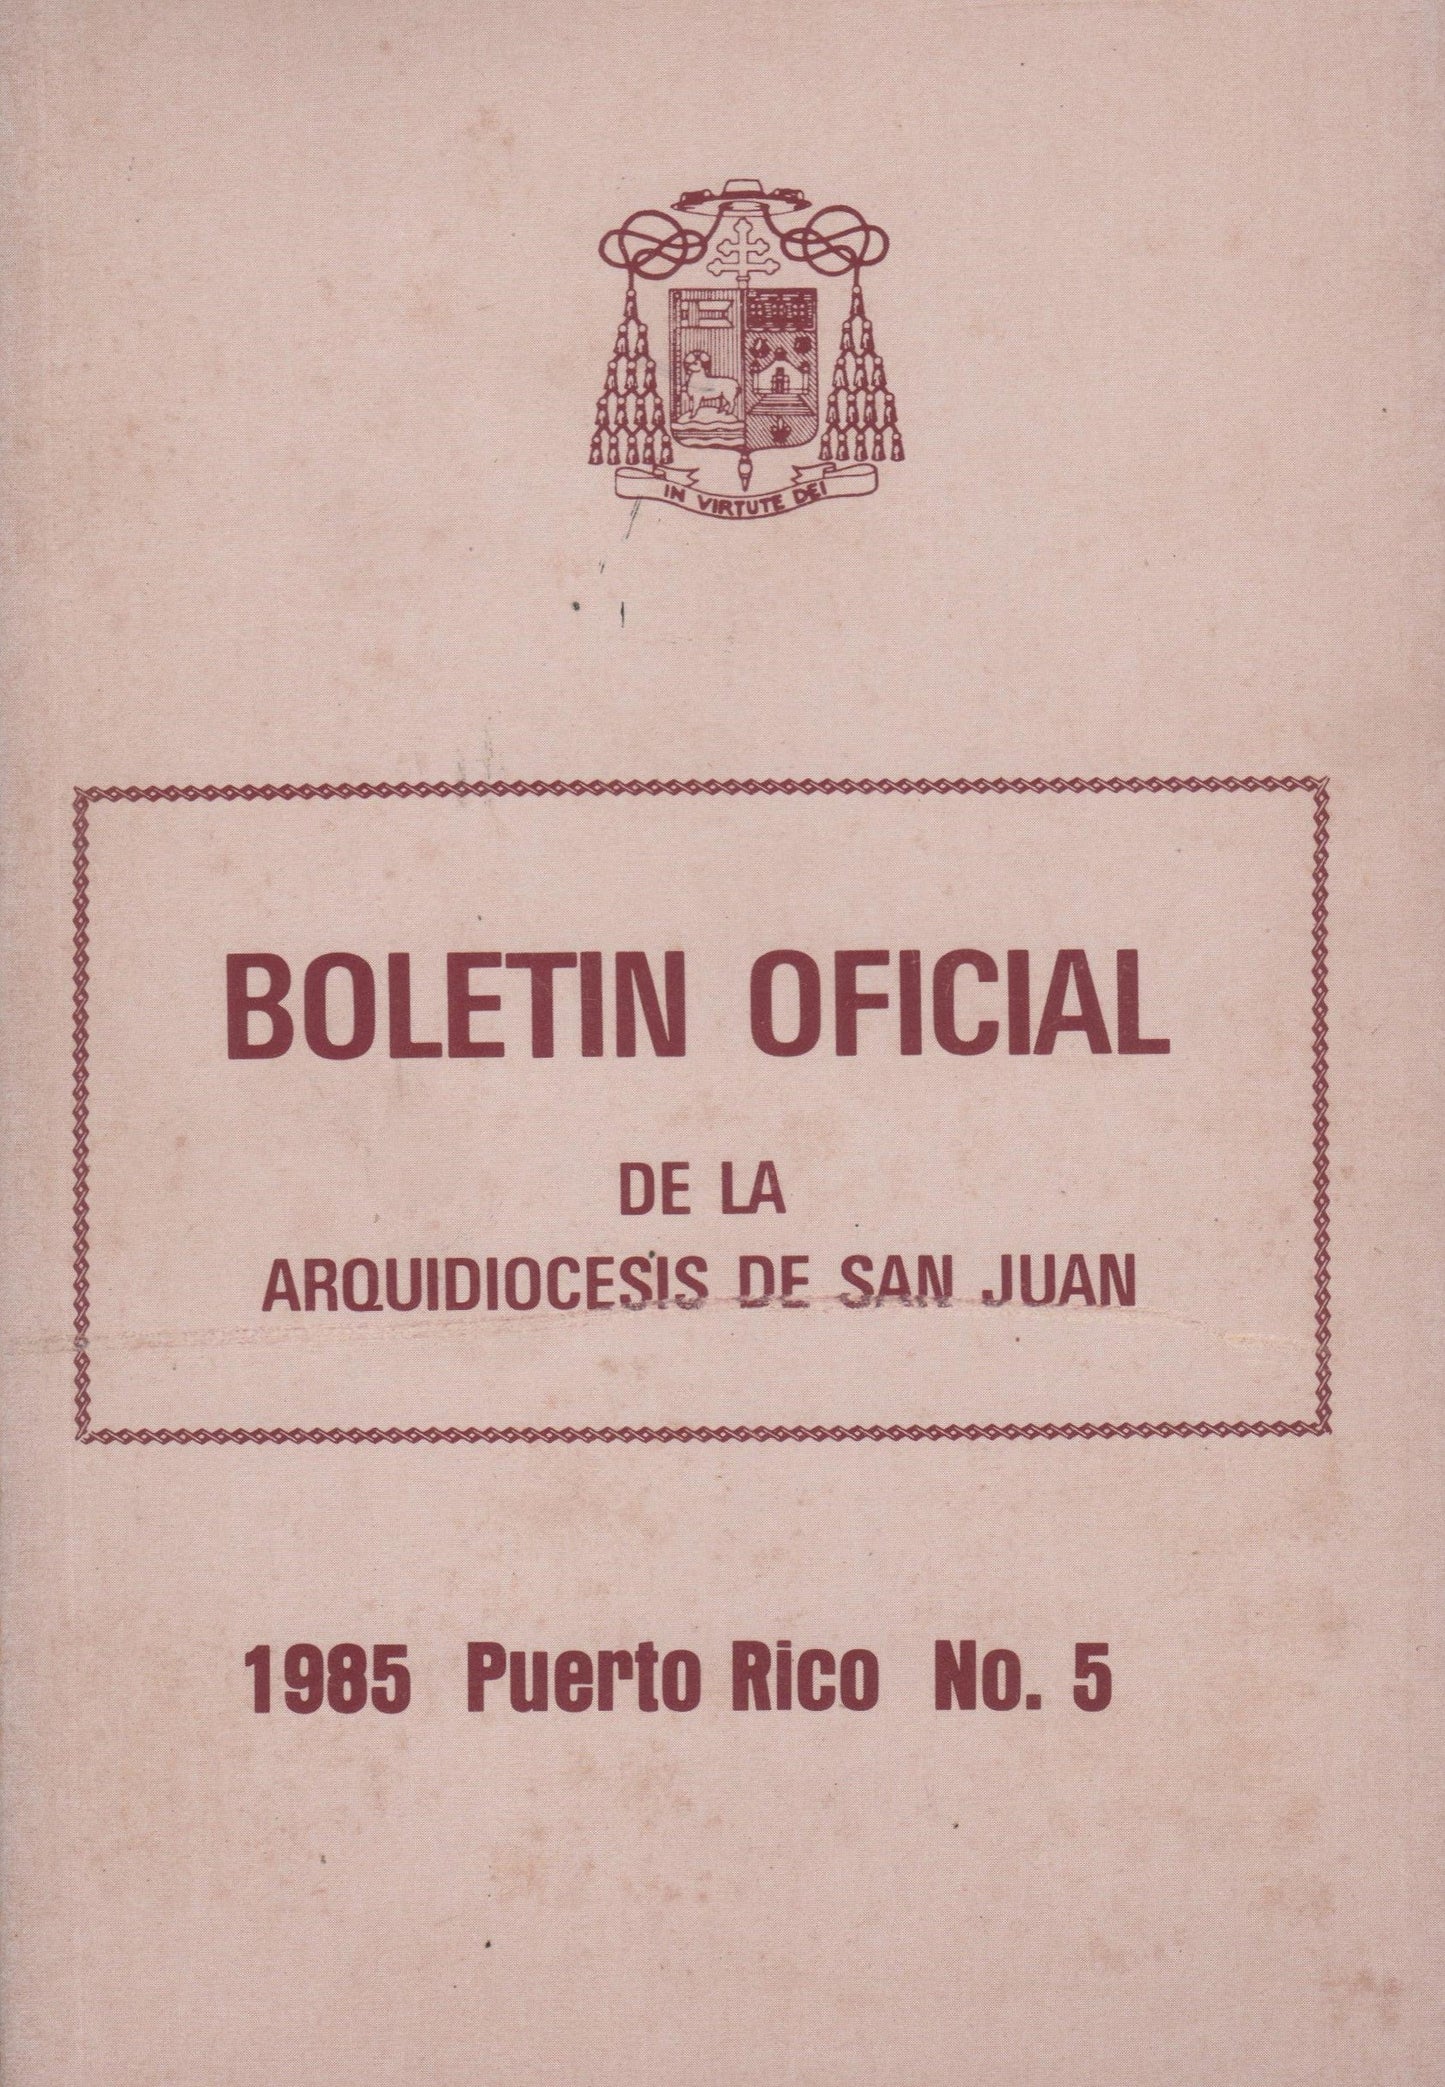 IN VIRTUTE DEI
BOLETIN OFICIAL
DE LA
ARQUIDIOCESIS DE SAN JUAN
1985 Puerto Rico No. 5